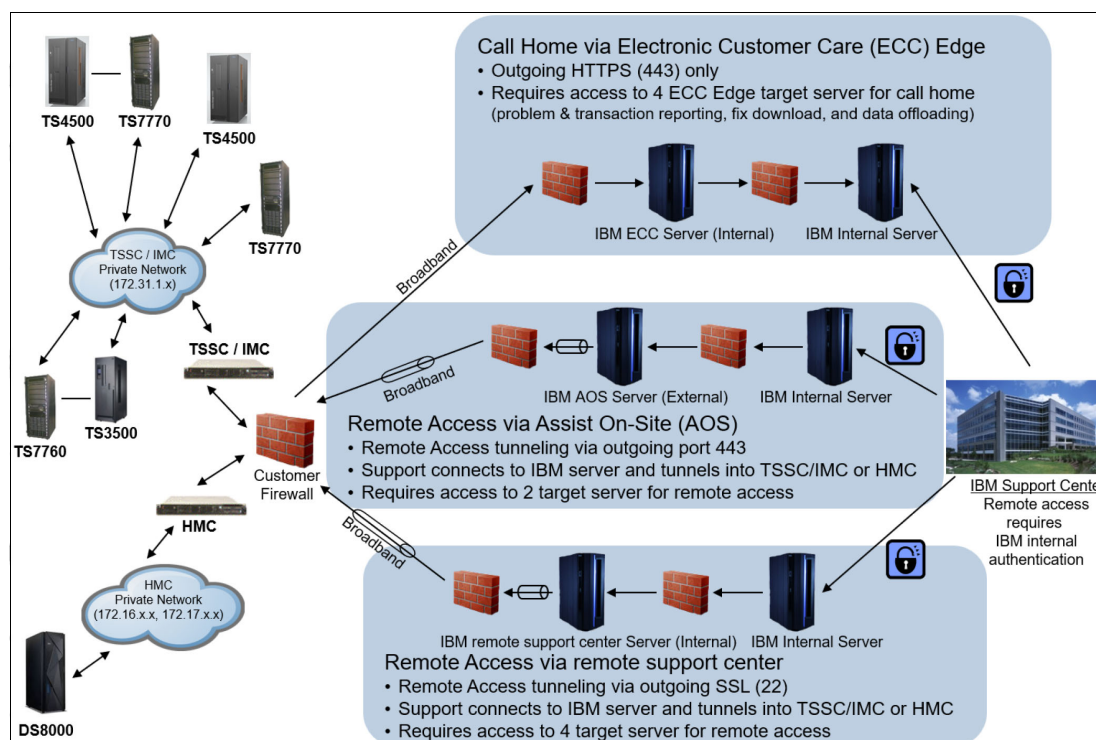 TS4500
TS7770
TS4500
TS7770
TSSC / IMC
Private Network
(172.31.1.x)
TSSC / IMC
TS7760
TS3500
Customer
Firewall
HMC
HMC
Private Network
(172.16.x.x, 172.17.x.x)
DS8000
Call Home via Electronic Customer Care (ECC) Edge
• Outgoing HTTPS (443) only
• Requires access to 4 ECC Edge target server for call home
(problem & transaction reporting, fix download, and data offloading)
IBM ECC Server (Internal)
IBM Internal Server
Broadband
Broadband
IBM AOS Server (External)
IBM Internal Server
Remote Access via Assist On-Site (AOS)
• Remote Access tunneling via outgoing port 443
• Support connects to IBM server and tunnels into TSSC/IMC or HMC
• Requires access to 2 target server for remote access
Broadband
IBM remote support center Server (Internal)
IBM Internal Server
Remote Access via remote support center
• Remote Access tunneling via outgoing SSL (22)
• Support connects to IBM server and tunnels into TSSC/IMC or HMC
• Requires access to 4 target server for remote access
IBM Support Cente
Remote access
requires
IBM internal
authentication